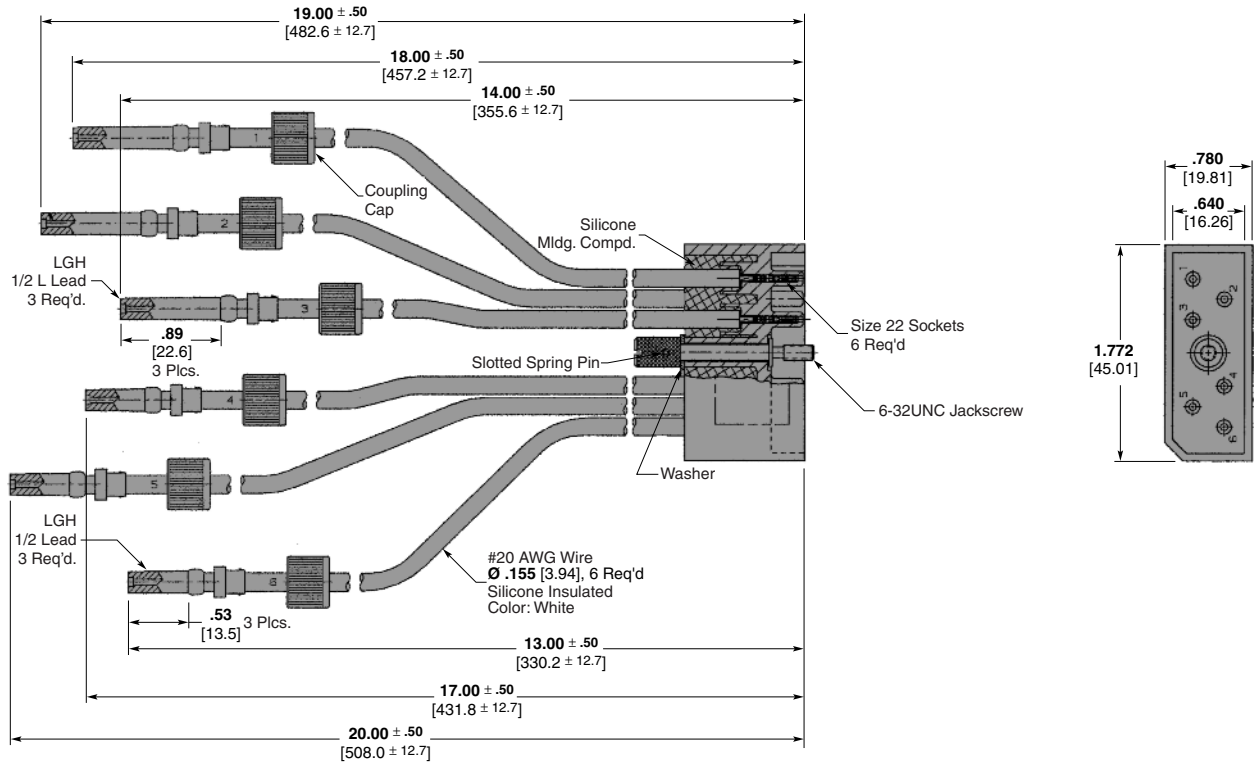 19.00 ± .50
[482.6 ± 12.7]
18.00 ± .50
[457.2 ± 12.7]
14.00 ± .50
[355.6 ± 12.7]
1
Coupling
Cap
2
Silicone
Mldg. Compd.
LGH
1/2 L Lead
3 Req'd.
3
.89
[22.6]
3 Plcs.
Slotted Spring Pin
Size 22 Sockets
6 Req'd
6-32UNC Jackscrew
4
Washer
5
LGH
1/2 Lead
3 Req'd.
6
#20 AWG Wire
Ø .155 [3.94], 6 Req'd
Silicone Insulated
Color: White
.53
[13.5]
3 Plcs.
13.00 ± .50
[330.2 ± 12.7]
17.00 ± .50
[431.8 ± 12.7]
20.00 ± .50
[508.0 ± 12.7]
.780
[19.81]
.640
[16.26]
1
2
3
1.772
[45.01]
4
5
6